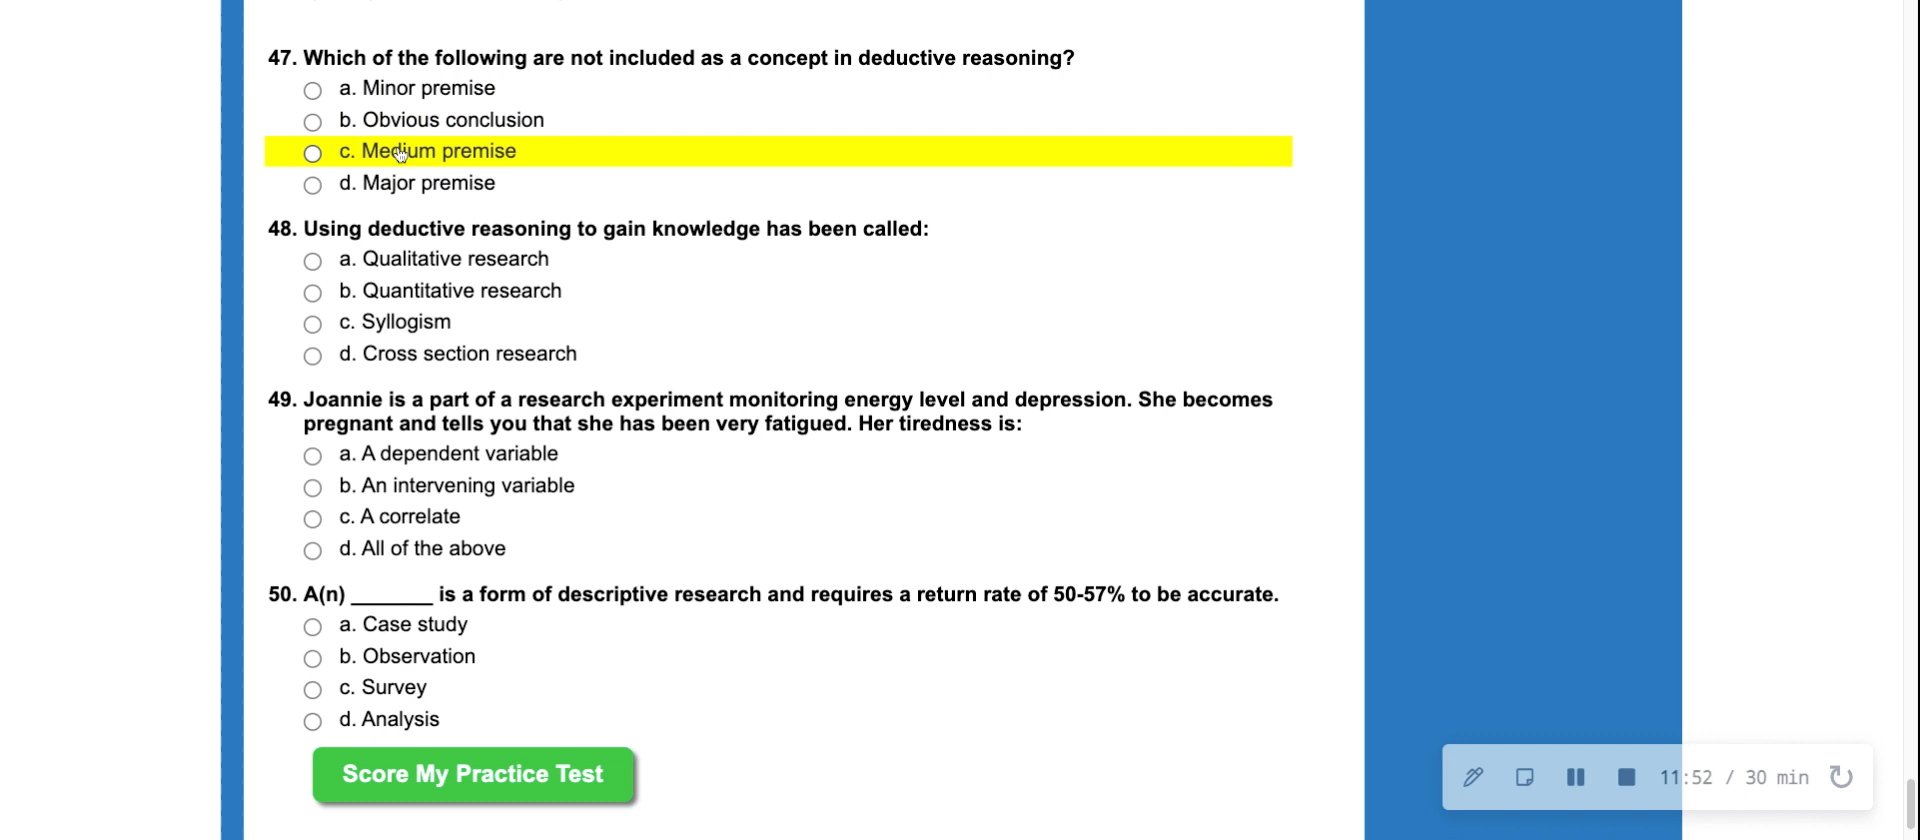 47. Which of the following are not included as a concept in deductive reasoning?
a. Minor premise
b. Obvious conclusion
c. Medium premise
d. Major premise
48. Using deductive reasoning to gain knowledge has been called:
a. Qualitative research
b. Quantitative research
c. Syllogism
d. Cross section research
49. Joannie is a part of a research experiment monitoring energy level and depression. She becomes
pregnant and tells you that she has been very fatigued. Her tiredness is:
a. A dependent variable
b. An intervening variable
c. A correlate
d. All of the above
50. A(n) _______ is a form of descriptive research and requires a return rate of 50-57% to be accurate.
a. Case study
b. Observation
c. Survey
d. Analysis
Score My Practice Test
11:52 / 30 min